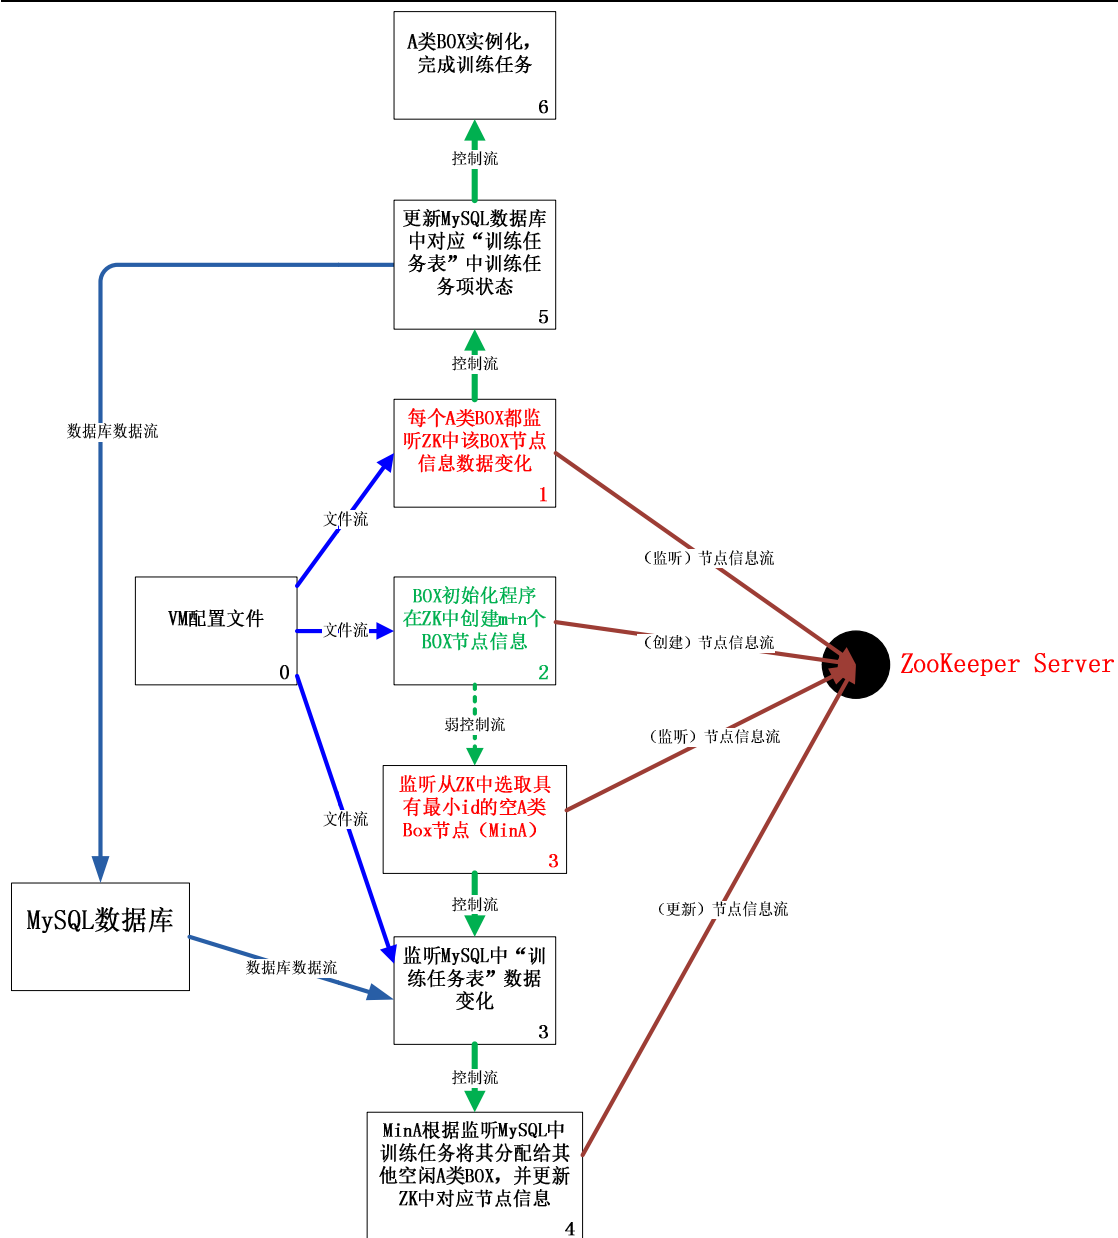 A类BOX实例化，
完成训练任务
6
控制流
更新MySQL数据库
中对应“训练任
务表”中训练任
务项状态
5
控制流
数据库数据流
每个A类BOX都监
听ZK中该BOX节点
信息数据变化
1
文件流
（监听）节点信息流
VM配置文件
0
文件流
BOX初始化程序
在ZK中创建m+n个
BOX节点信息
2
（创建）节点信息流
ZooKeeper Server
弱控制流
（监听）节点信息流
监听从ZK中选取具
有最小id的空A类
Box节点（MinA）
3
文件流
控制流
（更新）节点信息流
MySQL数据库
数据库数据流
监听MySQL中“训
练任务表”数据
变化
3
控制流
MinA根据监听MySQL中
训练任务将其分配给其
他空闲A类BOX，并更新
ZK中对应节点信息
4